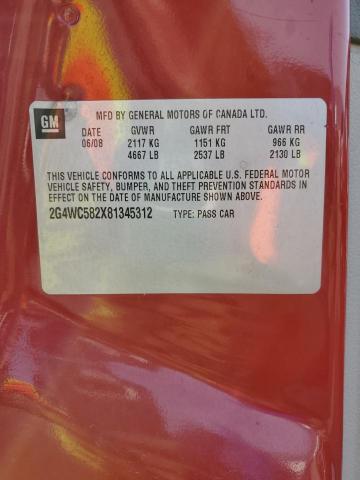 GM
MFD BY GENERAL MOTORS OF CANADA LTD.
DATE GVWR GAWR FRT GAWR RR
06/08 2117 KG 1151 KG 966 KG
4667 LB 2537 LB 2130 LB
THIS VEHICLE CONFORMS TO ALL APPLICABLE U.S. FEDERAL MOTOR
VEHICLE SAFETY, BUMPER, AND THEFT PREVENTION STANDARDS IN
EFFECT ON THE DATE OF MANUFACTURE SHOWN ABOVE.
2G4WC582X81345312 TYPE: PASS CAR